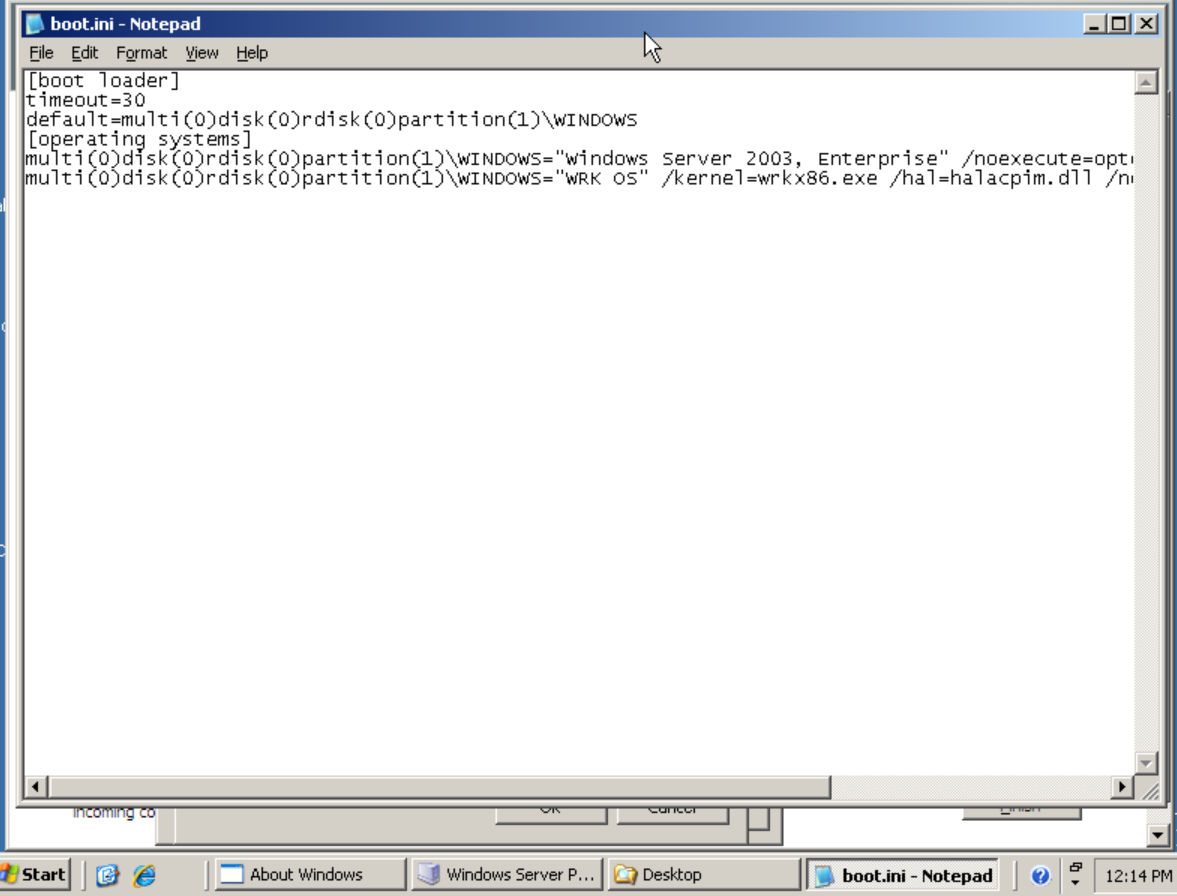 boot.ini - Notepad
File Edit Format View Help
[boot loader]
timeout=30
default=multi(0)disk(0)rdisk(0)partition(1)\WINDOWS
[operating systems]
multi(0)disk(0)rdisk(0)partition(1)\WINDOWS="Windows Server 2003, Enterprise" /noexecute=opt
multi(0)disk(0)rdisk(0)partition(1)\WINDOWS="WRK OS" /kernel=wrkx86.exe /hal=halacpim.dll /n
incoming co
OK Cancel Finish
Start About Windows Windows Server P... Desktop boot.ini - Notepad 12:14 PM